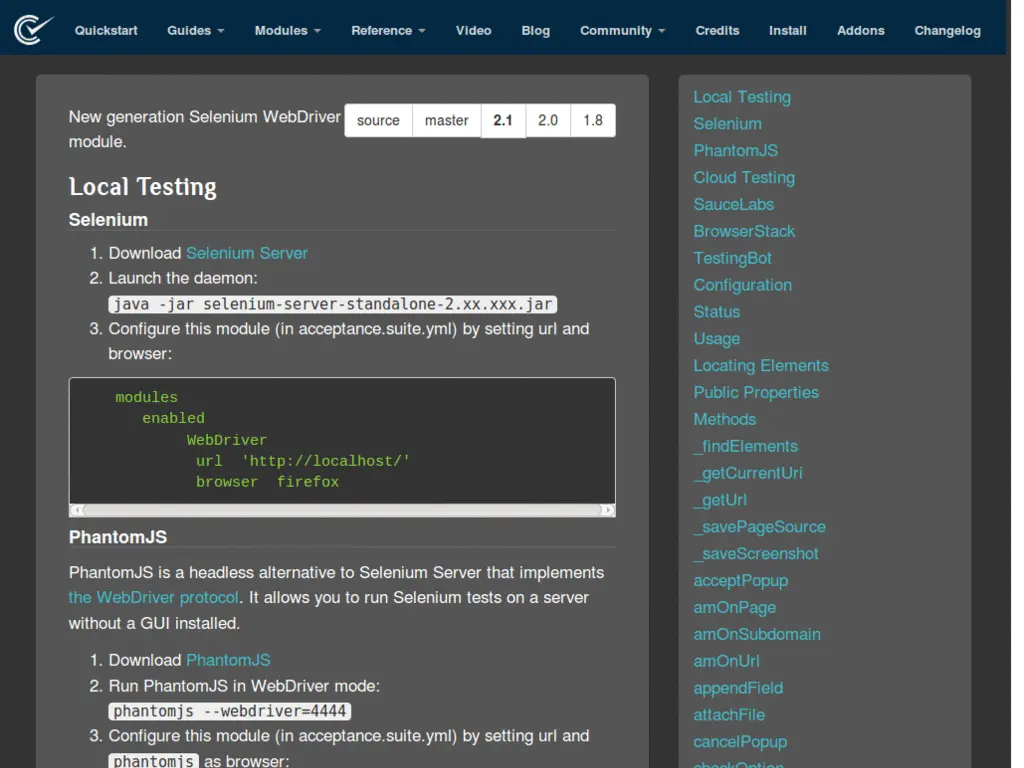 Quickstart Guides Modules Reference Video Blog Community Credits Install Addons Changelog
New generation Selenium WebDriver
module.
source master 2.1 2.0 1.8
Local Testing
Selenium
1. Download Selenium Server
2. Launch the daemon:
java -jar selenium-server-standalone-2.xx.xxx.jar
3. Configure this module (in acceptance.suite.yml) by setting url and
browser:
modules
enabled
WebDriver
url 'http://localhost/'
browser firefox
PhantomJS
PhantomJS is a headless alternative to Selenium Server that implements
the WebDriver protocol. It allows you to run Selenium tests on a server
without a GUI installed.
1. Download PhantomJS
2. Run PhantomJS in WebDriver mode:
phantomjs --webdriver=4444
3. Configure this module (in acceptance.suite.yml) by setting url and
phantomjs as browser:
Local Testing
Selenium
PhantomJS
Cloud Testing
SauceLabs
BrowserStack
TestingBot
Configuration
Status
Usage
Locating Elements
Public Properties
Methods
_findElements
_getCurrentUri
_getUrl
_savePageSource
_saveScreenshot
acceptPopup
amOnPage
amOnSubdomain
amOnUrl
appendField
attachFile
cancelPopup
checkOption